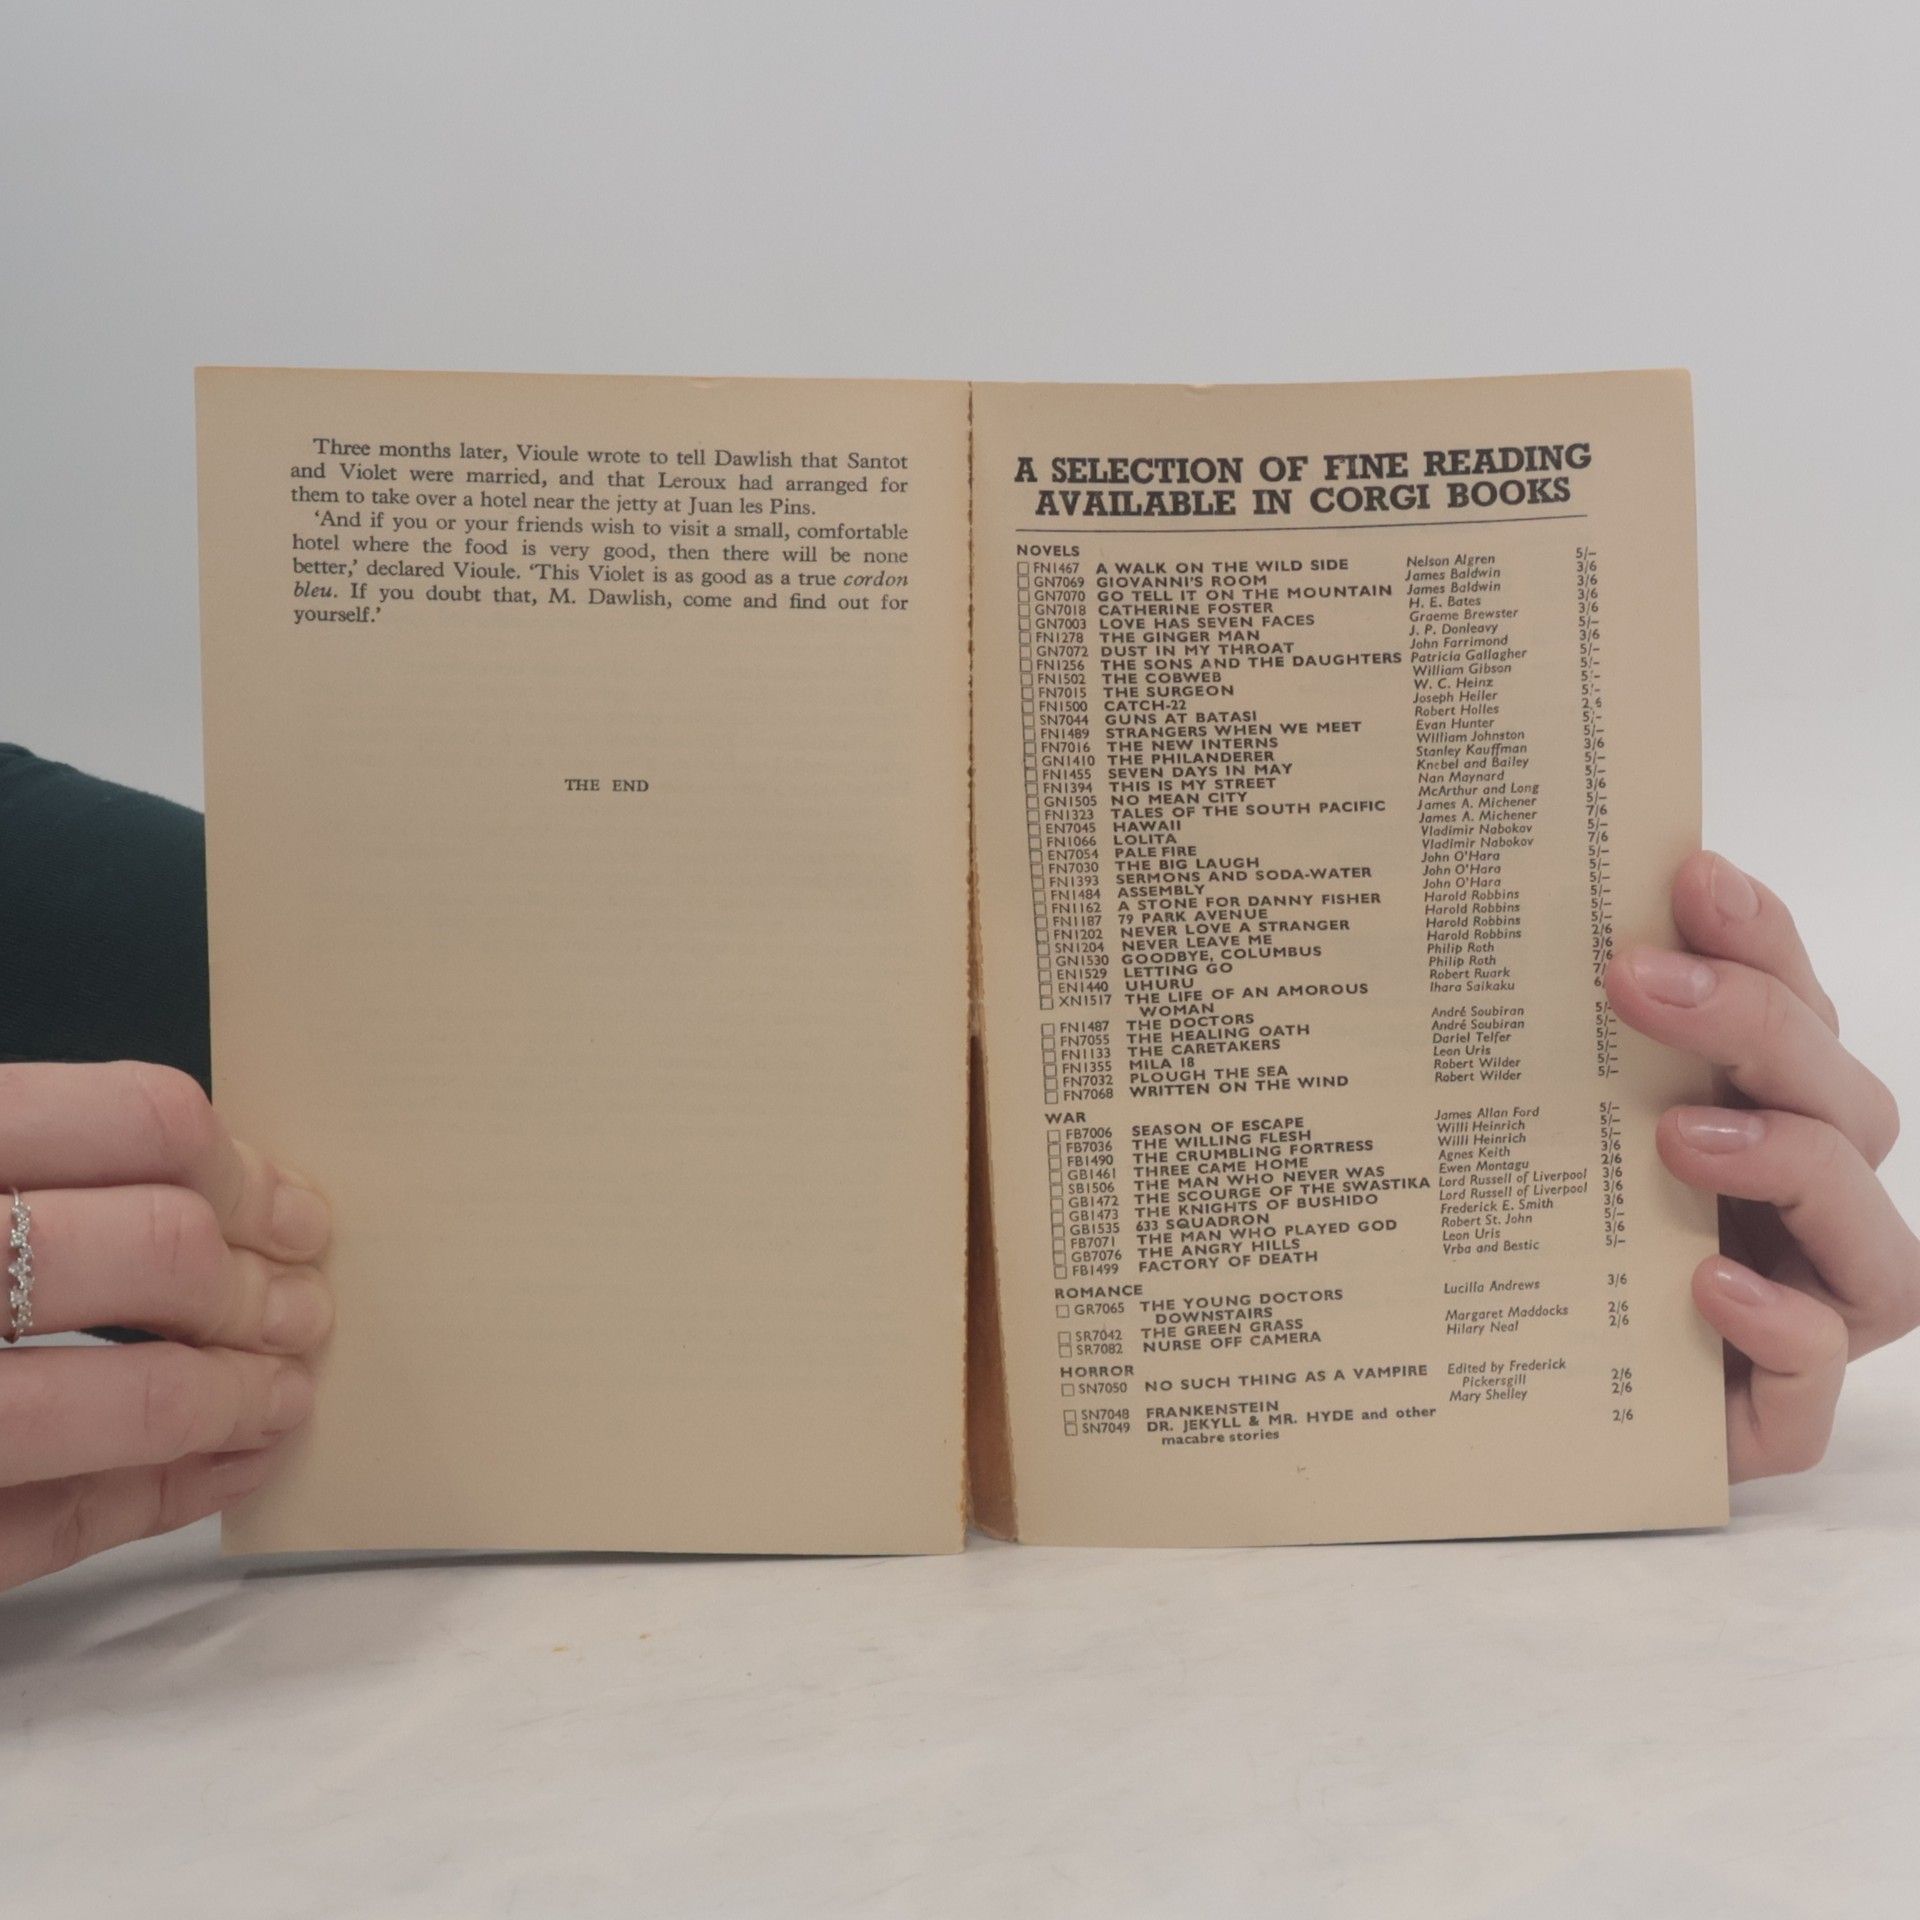 Three months later, Vioule wrote to tell Dawlish that Santot
and Violet were married, and that Leroux had arranged for
them to take over a hotel near the jetty at Juan les Pins.
‘And if you or your friends wish to visit a small, comfortable
hotel where the food is very good, then there will be none
better,’ declared Vioule. ‘This Violet is as good as a true cordon
bleu. If you doubt that, M. Dawlish, come and find out for
yourself.’
THE END
A SELECTION OF FINE READING
AVAILABLE IN CORGI BOOKS
NOVELS
FN1467 A WALK ON THE WILD SIDE Nelson Algren 5/–
GN7069 GIOVANNI'S ROOM James Baldwin 3/6
GN7070 GO TELL IT ON THE MOUNTAIN James Baldwin 3/6
GN7018 CATHERINE FOSTER H. E. Bates 3/6
GN7003 LOVE HAS SEVEN FACES Graeme Brewster 3/6
FN1278 THE GINGER MAN J. P. Donleavy 5/–
GN7072 DUST IN MY THROAT John Farrimond 3/6
FN1256 THE SONS AND THE DAUGHTERS Patricia Gallagher 5/–
FN1502 THE COBWEB William Gibson 5/–
FN7015 THE SURGEON W. C. Heinz 5/–
FN1500 CATCH-22 Joseph Heller 5/–
SN7044 GUNS AT BATASI Robert Holles 2/6
FN1489 STRANGERS WHEN WE MEET Evan Hunter 5/–
FN7016 THE NEW INTERNS William Johnston 5/–
GN1410 THE PHILANDERER Stanley Kauffman 3/6
FN1455 SEVEN DAYS IN MAY Knebel and Bailey 5/–
FN1394 THIS IS MY STREET Nan Maynard 5/–
GN1505 NO MEAN CITY McArthur and Long 3/6
FN1323 TALES OF THE SOUTH PACIFIC James A. Michener 5/–
EN7045 HAWAII James A. Michener 7/6
FN1066 LOLITA Vladimir Nabokov 5/–
EN7054 PALE FIRE Vladimir Nabokov 7/6
FN7030 THE BIG LAUGH John O'Hara 5/–
FN1393 SERMONS AND SODA-WATER John O'Hara 5/–
FN1484 ASSEMBLY John O'Hara 5/–
FN1162 A STONE FOR DANNY FISHER Harold Robbins 5/–
FN1187 79 PARK AVENUE Harold Robbins 5/–
FN1202 NEVER LOVE A STRANGER Harold Robbins 5/–
SN1204 NEVER LEAVE ME Harold Robbins 2/6
GN1530 GOODBYE, COLUMBUS Philip Roth 3/6
EN1529 LETTING GO Philip Roth 7/6
EN1440 UHURU Robert Ruark 7/
XN1517 THE LIFE OF AN AMOROUS Ihara Saikaku 6/
WOMAN
FN1487 THE DOCTORS André Soubiran 5/–
FN7055 THE HEALING OATH André Soubiran 5/–
FN1133 THE CARETAKERS Dariel Telfer 5/–
FN1355 MILA 18 Leon Uris 5/–
FN7032 PLOUGH THE SEA Robert Wilder 5/–
FN7068 WRITTEN ON THE WIND Robert Wilder 5/–
WAR
FB7006 SEASON OF ESCAPE James Allan Ford 5/–
FB7036 THE WILLING FLESH Willi Heinrich 5/–
FB1490 THE CRUMBLING FORTRESS Willi Heinrich 5/–
GB1461 THREE CAME HOME Agnes Keith 3/6
SB1506 THE MAN WHO NEVER WAS Ewen Montagu 2/6
GB1472 THE SCOURGE OF THE SWASTIKA Lord Russell of Liverpool 3/6
GB1473 THE KNIGHTS OF BUSHIDO Lord Russell of Liverpool 3/6
GB1535 633 SQUADRON Frederick E. Smith 3/6
FB7071 THE MAN WHO PLAYED GOD Robert St. John 5/–
GB7076 THE ANGRY HILLS Leon Uris 3/6
FB1499 FACTORY OF DEATH Vrba and Bestic 5/–
ROMANCE
GR7065 THE YOUNG DOCTORS Lucilla Andrews 3/6
DOWNSTAIRS
SR7042 THE GREEN GRASS Margaret Maddocks 2/6
SR7082 NURSE OFF CAMERA Hilary Neal 2/6
HORROR
SN7050 NO SUCH THING AS A VAMPIRE Edited by Frederick
Pickersgill 2/6
SN7048 FRANKENSTEIN Mary Shelley 2/6
SN7049 DR. JEKYLL & MR. HYDE and other 2/6
macabre stories